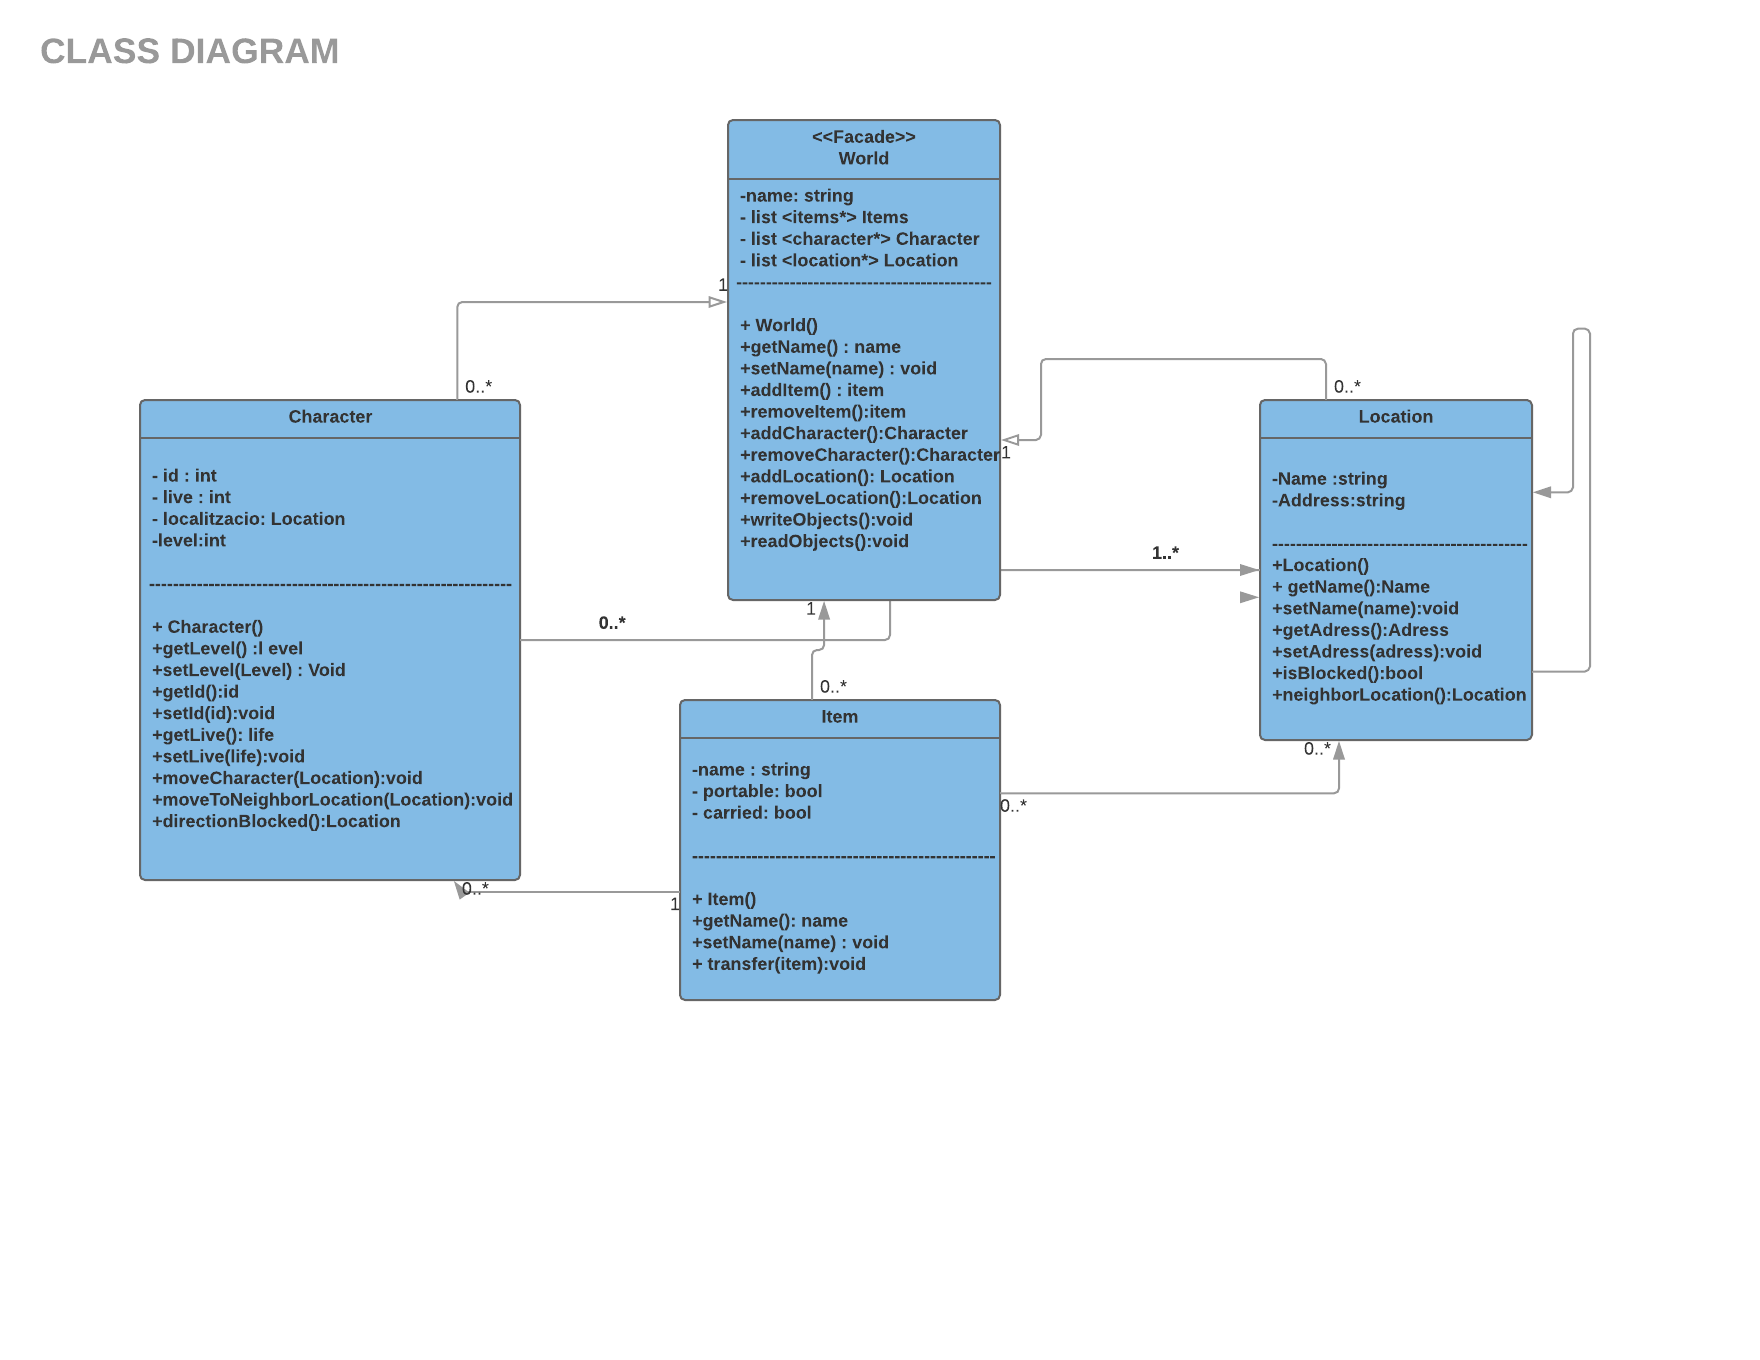 CLASS DIAGRAM
<<Facade>>
World
-name: string
- list <items*> Items
- list <character*> Character
- list <location*> Location
-------------------------------------------
+ World()
+getName() : name
+setName(name) : void
+addItem() : item
+removeItem():item
+addCharacter():Character
+removeCharacter():Character
+addLocation(): Location
+removeLocation():Location
+writeObjects():void
+readObjects():void
1
0..*
1
0..*
1..*
0..*
1
0..*
Character
- id : int
- live : int
- localitzacio: Location
-level:int
-------------------------------------------------------------
+ Character()
+getLevel() :l evel
+setLevel(Level) : Void
+getId():id
+setId(id):void
+getLive(): life
+setLive(life):void
+moveCharacter(Location):void
+moveToNeighborLocation(Location):void
+directionBlocked():Location
Location
-Name :string
-Address:string
-------------------------------------------
+Location()
+ getName():Name
+setName(name):void
+getAdress():Adress
+setAdress(adress):void
+isBlocked():bool
+neighborLocation():Location
0..*
0..*
Item
-name : string
- portable: bool
- carried: bool
---------------------------------------------------
+ Item()
+getName(): name
+setName(name) : void
+ transfer(item):void
0..*
1